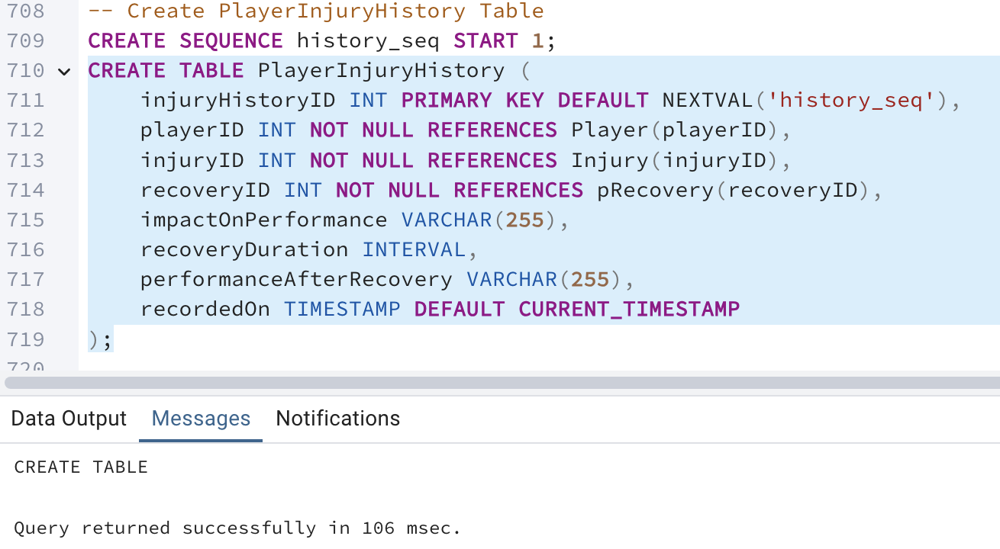 708 -- Create PlayerInjuryHistory Table
709 CREATE SEQUENCE history_seq START 1;
710 CREATE TABLE PlayerInjuryHistory (
711 injuryHistoryID INT PRIMARY KEY DEFAULT NEXTVAL('history_seq'),
712 playerID INT NOT NULL REFERENCES Player(playerID),
713 injuryID INT NOT NULL REFERENCES Injury(injuryID),
714 recoveryID INT NOT NULL REFERENCES pRecovery(recoveryID),
715 impactOnPerformance VARCHAR(255),
716 recoveryDuration INTERVAL,
717 performanceAfterRecovery VARCHAR(255),
718 recordedOn TIMESTAMP DEFAULT CURRENT_TIMESTAMP
719 );
720
Data Output Messages Notifications
CREATE TABLE
Query returned successfully in 106 msec.